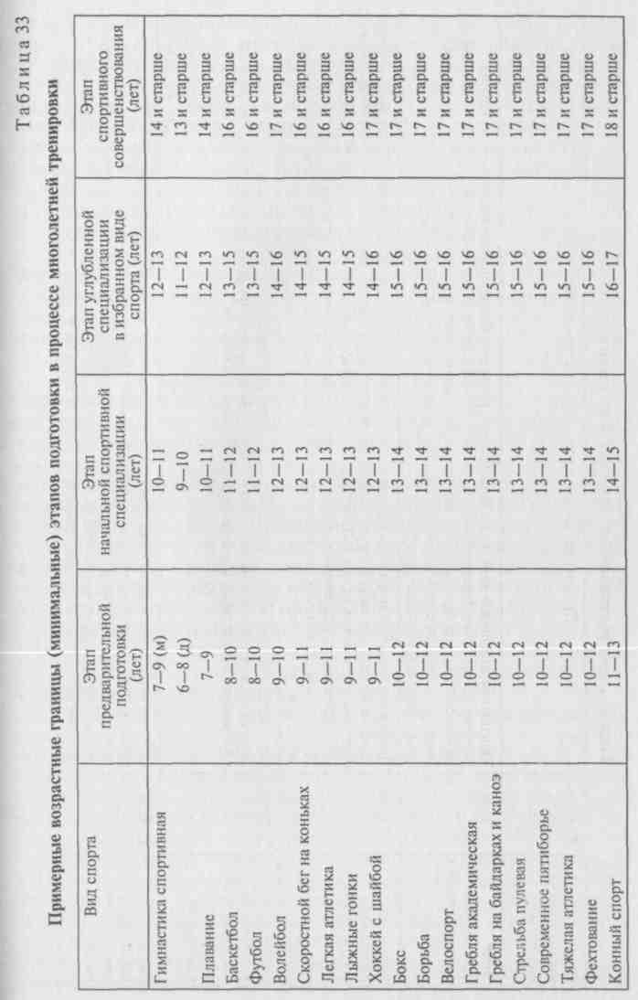 Таблица 33
Примерные возрастные границы (минимальные) этапов подготовки в процессе многолетней тренировки
Вид спорта | Этап предварительной подготовки (лет) | Этап начальной спортивной специализации (лет) | Этап углубленной специализации в избранном виде спорта (лет) | Этап спортивного совершенствования (лет)
Гимнастика спортивная | 7—9 (м) | 10—11 | 12—13 | 14 и старше
6—8 (д) | 9—10 | 11—12 | 13 и старше
Плавание | 7—9 | 10—11 | 12—13 | 14 и старше
Баскетбол | 8—10 | 11—12 | 13—15 | 16 и старше
Футбол | 8—10 | 11—12 | 13—15 | 16 и старше
Волейбол | 9—10 | 12—13 | 14—16 | 17 и старше
Скоростной бег на коньках | 9—11 | 12—13 | 14—15 | 16 и старше
Легкая атлетика | 9—11 | 12—13 | 14—15 | 16 и старше
Лыжные гонки | 9—11 | 12—13 | 14—15 | 16 и старше
Хоккей с шайбой | 9—11 | 12—13 | 14—16 | 17 и старше
Бокс | 10—12 | 13—14 | 15—16 | 17 и старше
Борьба | 10—12 | 13—14 | 15—16 | 17 и старше
Велоспорт | 10—12 | 13—14 | 15—16 | 17 и старше
Гребля академическая | 10—12 | 13—14 | 15—16 | 17 и старше
Гребля на байдарках и каноэ | 10—12 | 13—14 | 15—16 | 17 и старше
Стрельба пулевая | 10—12 | 13—14 | 15—16 | 17 и старше
Современное пятиборье | 10—12 | 13—14 | 15—16 | 17 и старше
Тяжелая атлетика | 10—12 | 13—14 | 15—16 | 17 и старше
Фехтование | 10—12 | 13—14 | 15—16 | 17 и старше
Конный спорт | 11—13 | 14—15 | 16—17 | 18 и старше